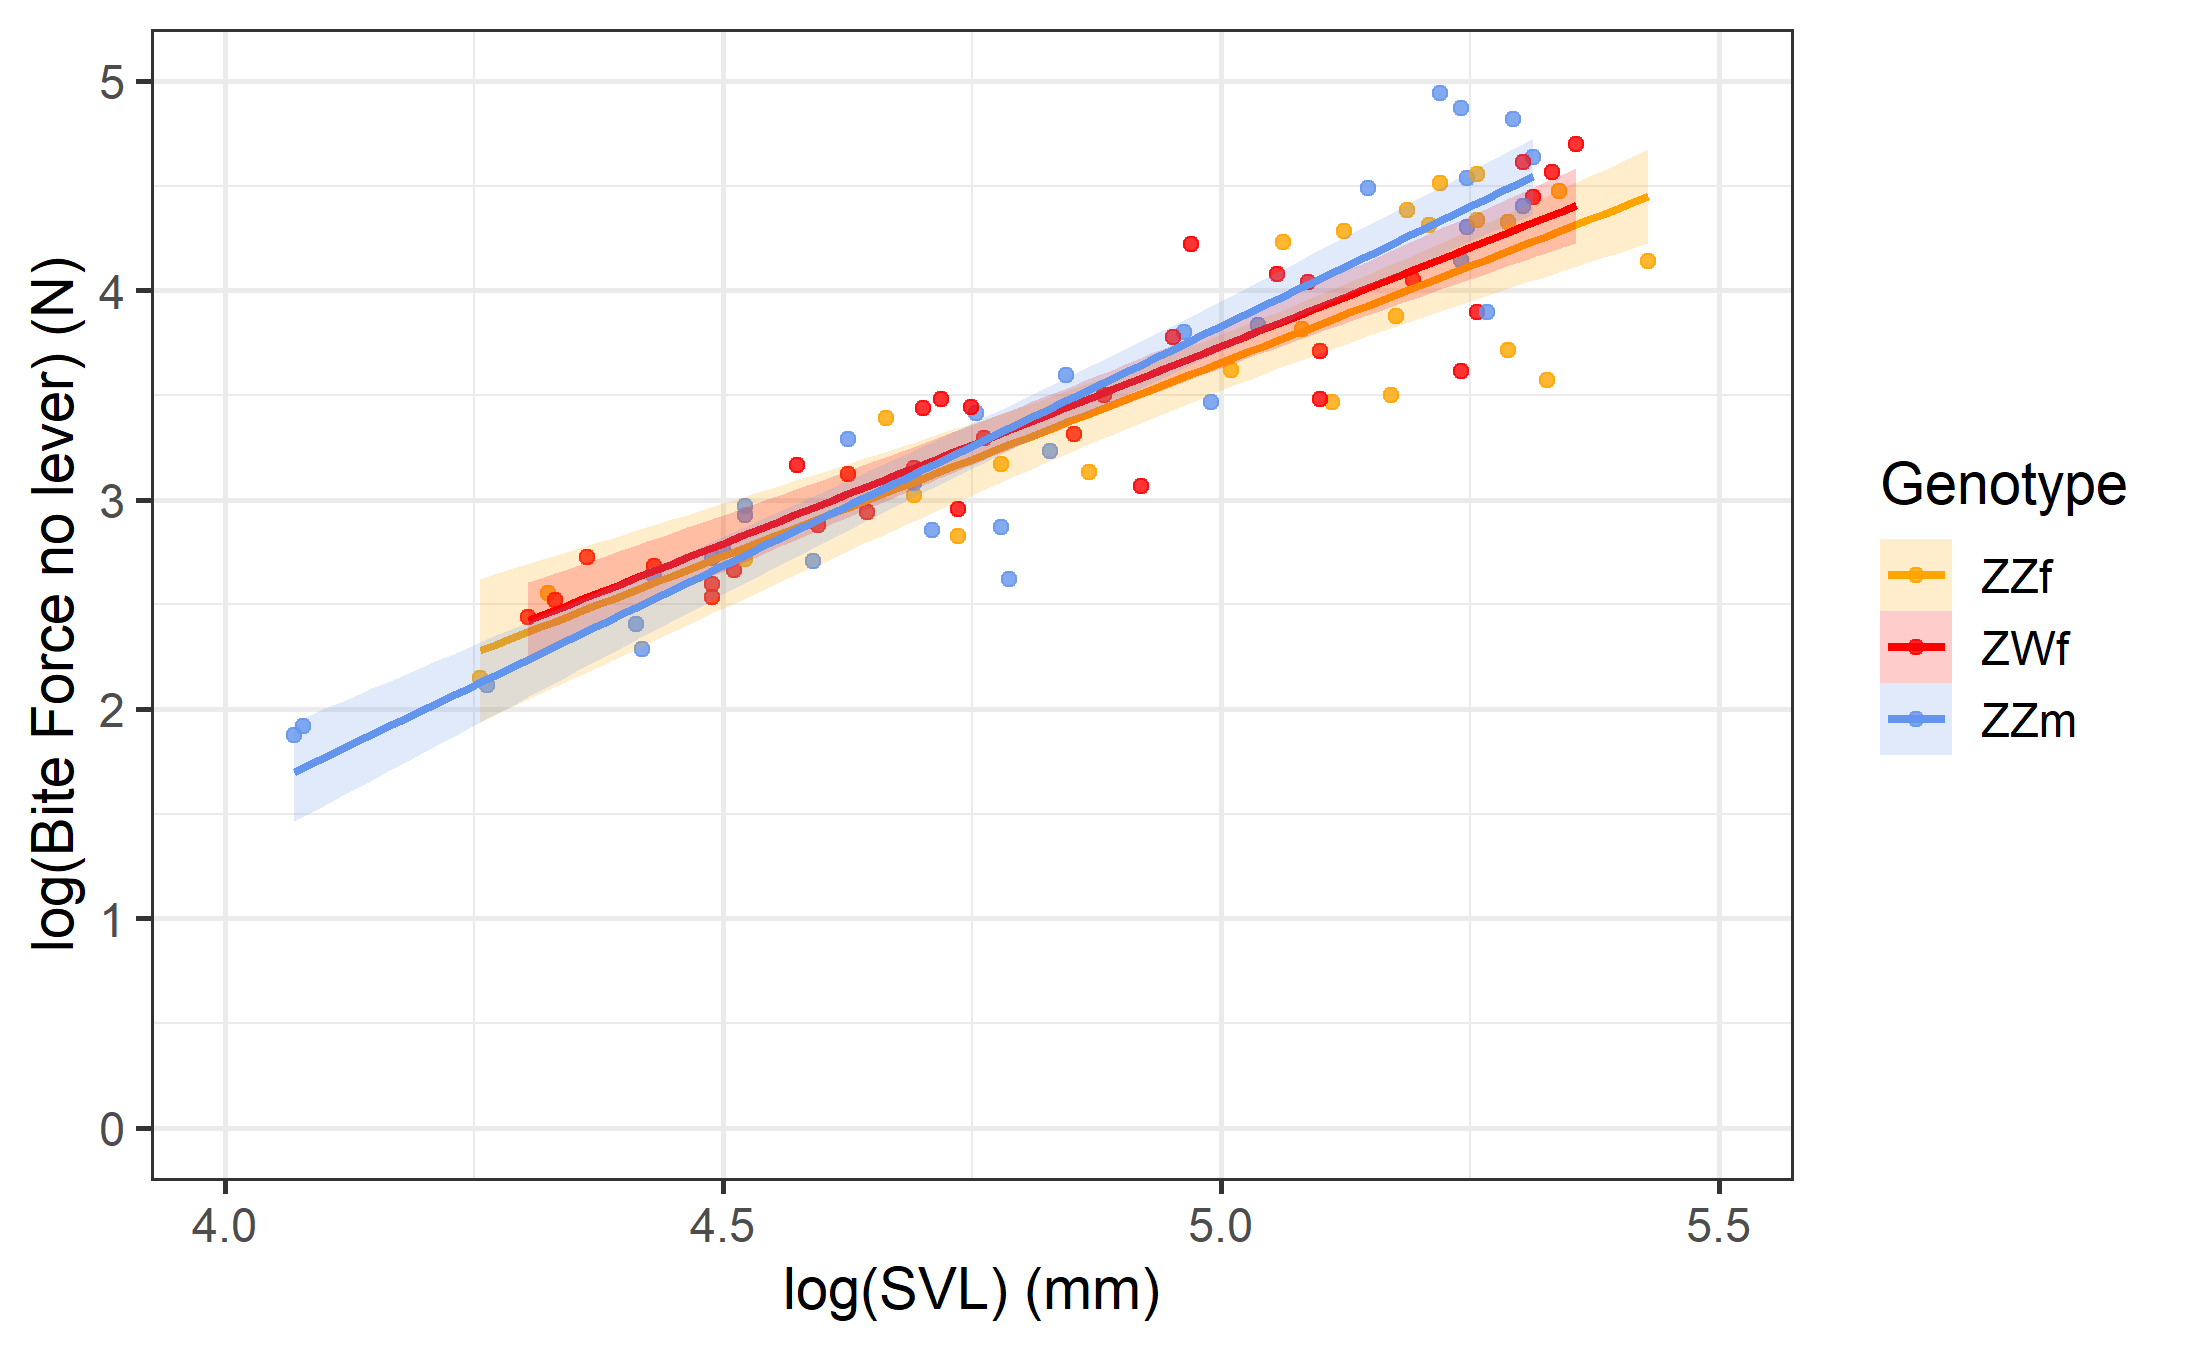 log(Bite Force no lever) (N)
5
4
3
2
1
0
4.0 4.5 5.0 5.5
log(SVL) (mm)
Genotype
ZZf
ZWf
ZZm